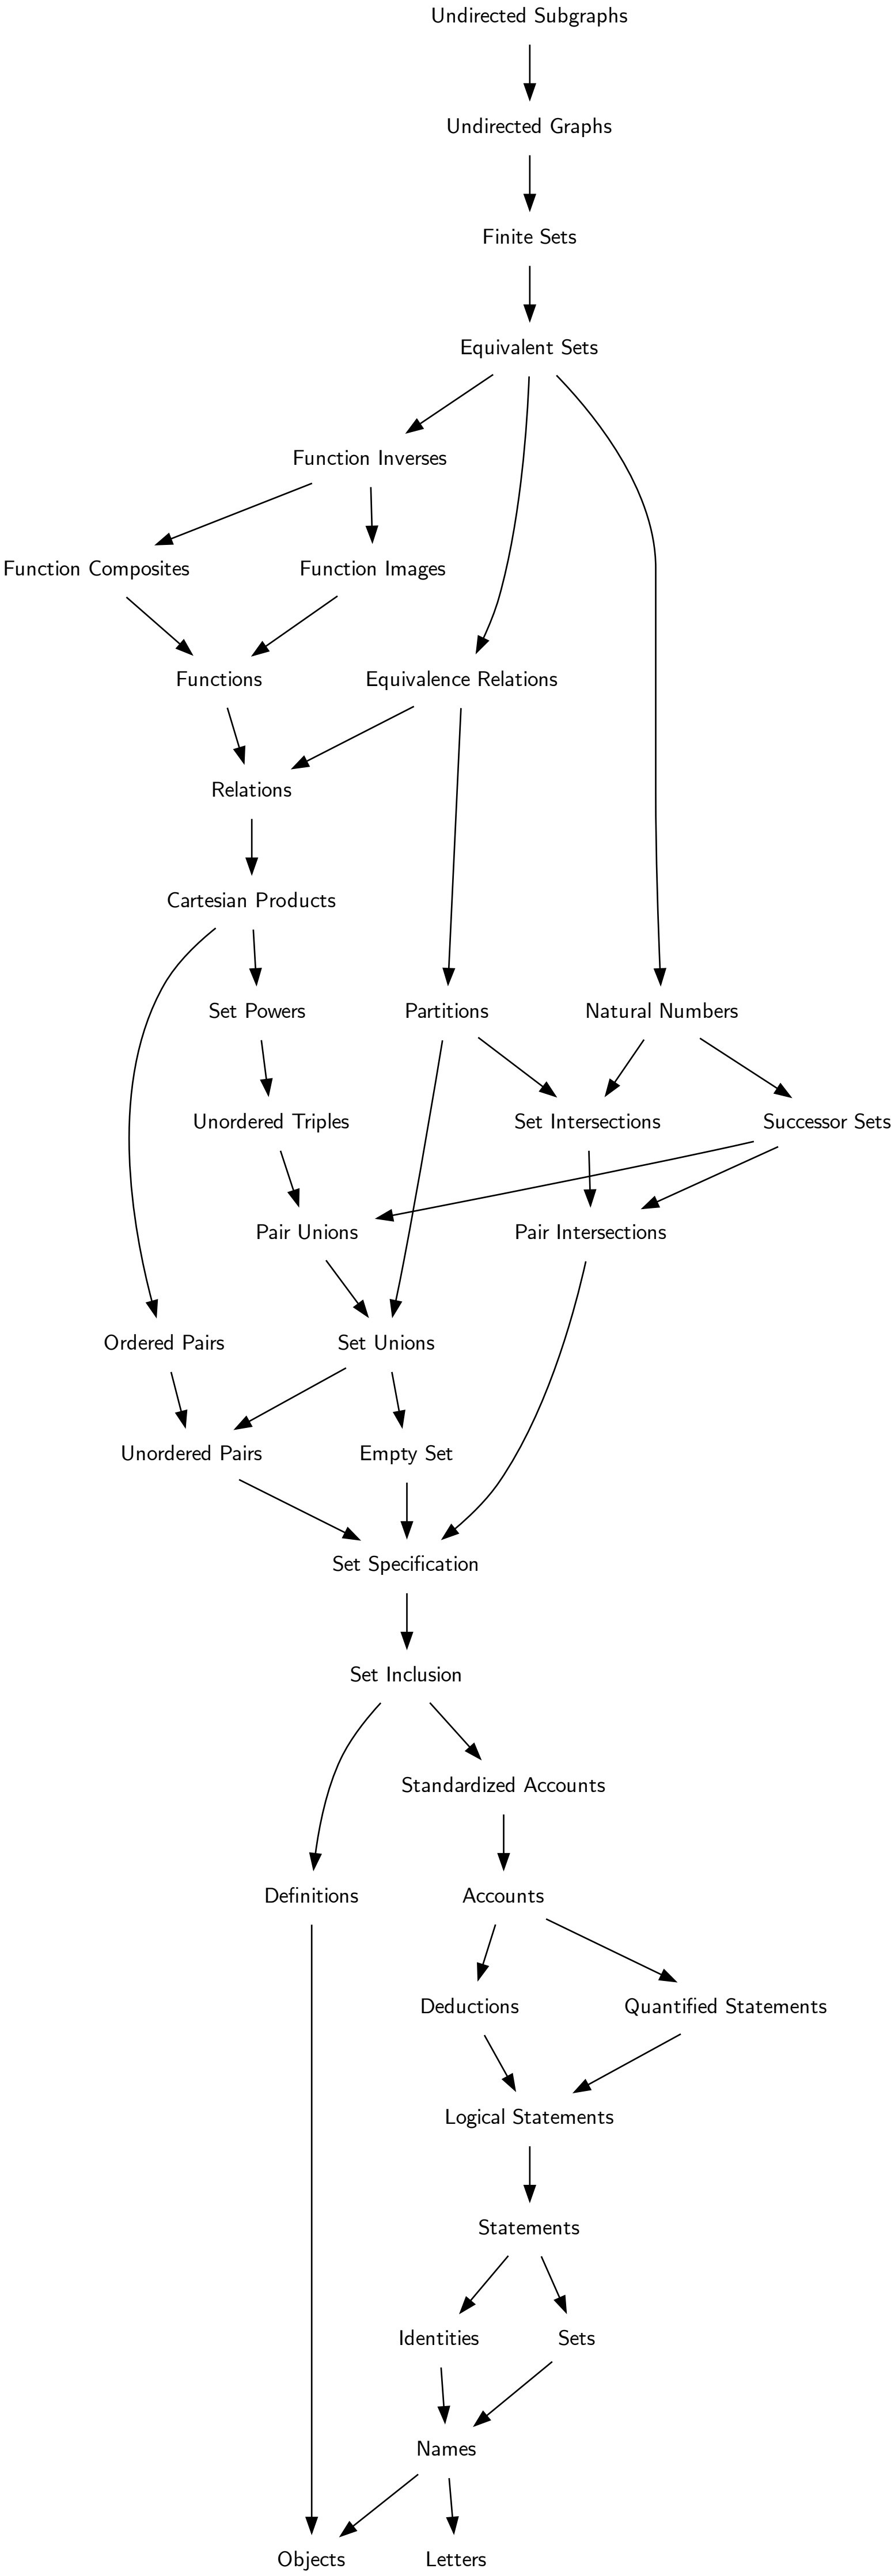 Undirected Subgraphs
Undirected Graphs
Finite Sets
Equivalent Sets
Function Inverses
Function Composites
Function Images
Functions
Equivalence Relations
Relations
Cartesian Products
Set Powers
Partitions
Natural Numbers
Unordered Triples
Set Intersections
Successor Sets
Pair Unions
Pair Intersections
Ordered Pairs
Set Unions
Unordered Pairs
Empty Set
Set Specification
Set Inclusion
Standardized Accounts
Definitions
Accounts
Deductions
Quantified Statements
Logical Statements
Statements
Identities
Sets
Names
Objects
Letters